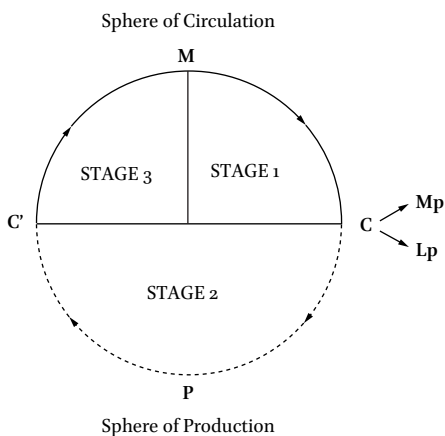 Sphere of Circulation
M
STAGE 3
STAGE 1
C'
C
Mp
Lp
STAGE 2
P
Sphere of Production